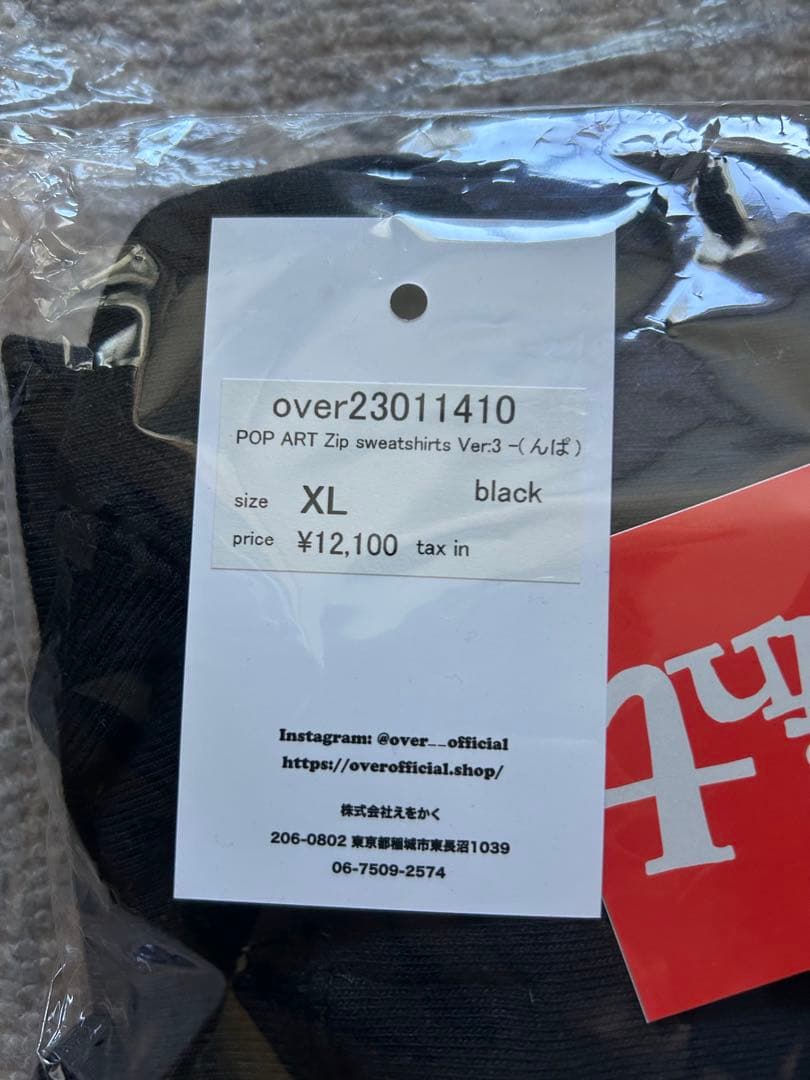 over23011410
POP ART Zip sweatshirts Ver.3 -(んぱ)
size XL black
price ¥12,100 tax in
Instagram: @over__official
https://overofficial.shop/
株式会社えをかく
206-0802 東京都稲城市東長沼1039
06-7509-2574